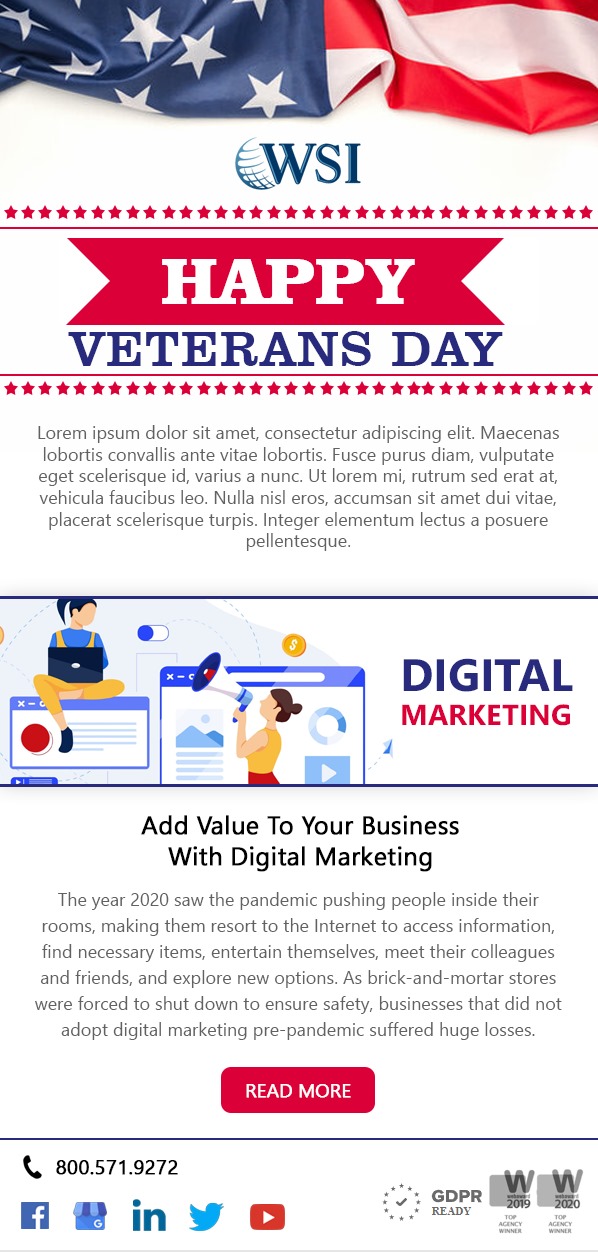 WSI
HAPPY
VETERANS DAY
Lorem ipsum dolor sit amet, consectetur adipiscing elit. Maecenas
lobortis convallis ante vitae lobortis. Fusce purus diam, vulputate
eget scelerisque id, varius a nunc. Ut lorem mi, rutrum sed erat at,
vehicula faucibus leo. Nulla nisl eros, accumsan sit amet dui vitae,
placerat scelerisque turpis. Integer elementum lectus a posuere
pellentesque.
DIGITAL
MARKETING
Add Value To Your Business
With Digital Marketing
The year 2020 saw the pandemic pushing people inside their
rooms, making them resort to the Internet to access information,
find necessary items, entertain themselves, meet their colleagues
and friends, and explore new options. As brick-and-mortar stores
were forced to shut down to ensure safety, businesses that did not
adopt digital marketing pre-pandemic suffered huge losses.
READ MORE
800.571.9272
GDPR
READY
W
2019
TOP
AGENCY
WINNER
W
2020
TOP
AGENCY
WINNER